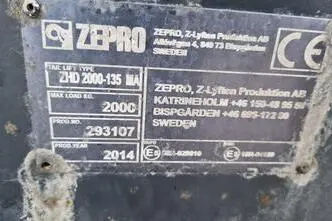 ZEPRO
ZEPRO, Z-Lyften Produktion AB
SWEDEN
TAIL LIFT TYPE
ZHD 2000-135 MA
MAX LOAD KG.
2000
PROD.NO.
293107
PROD.YEAR
2014
CE
ZEPRO, Z-Lyften Produktion AB
KATRINEHOLM
BISPGÅRDEN
SWEDEN